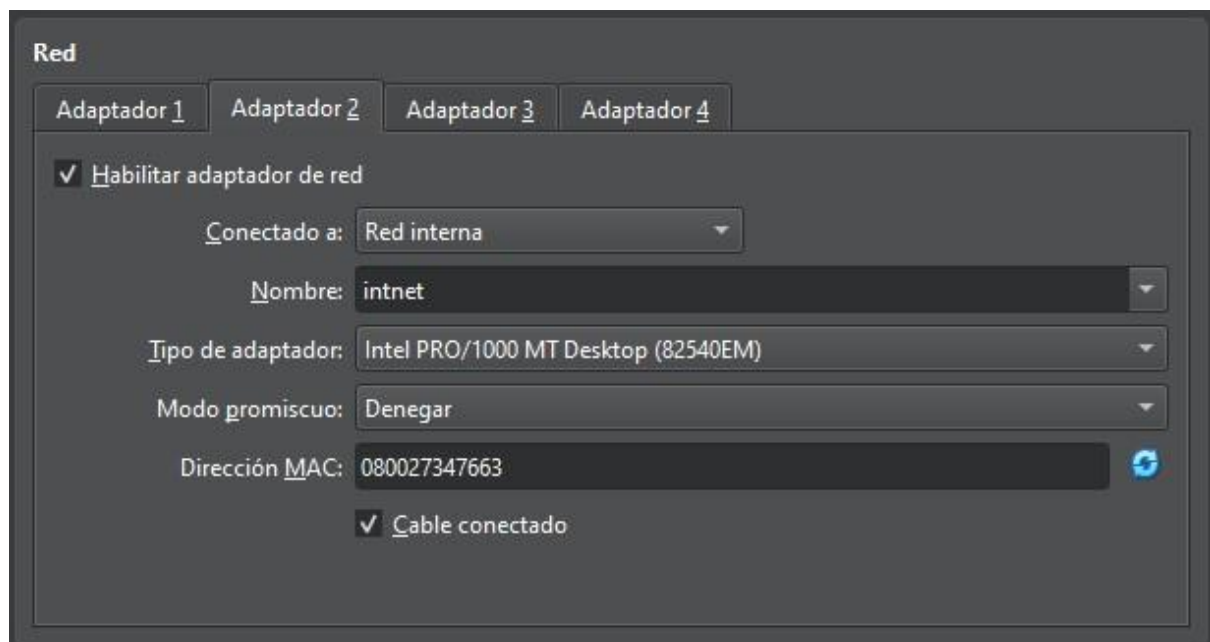 Red
Adaptador 1 Adaptador 2 Adaptador 3 Adaptador 4
Habilitar adaptador de red
Conectado a: Red interna
Nombre: intnet
Tipo de adaptador: Intel PRO/1000 MT Desktop (82540EM)
Modo promiscuo: Denegar
Dirección MAC: 080027347663
Cable conectado